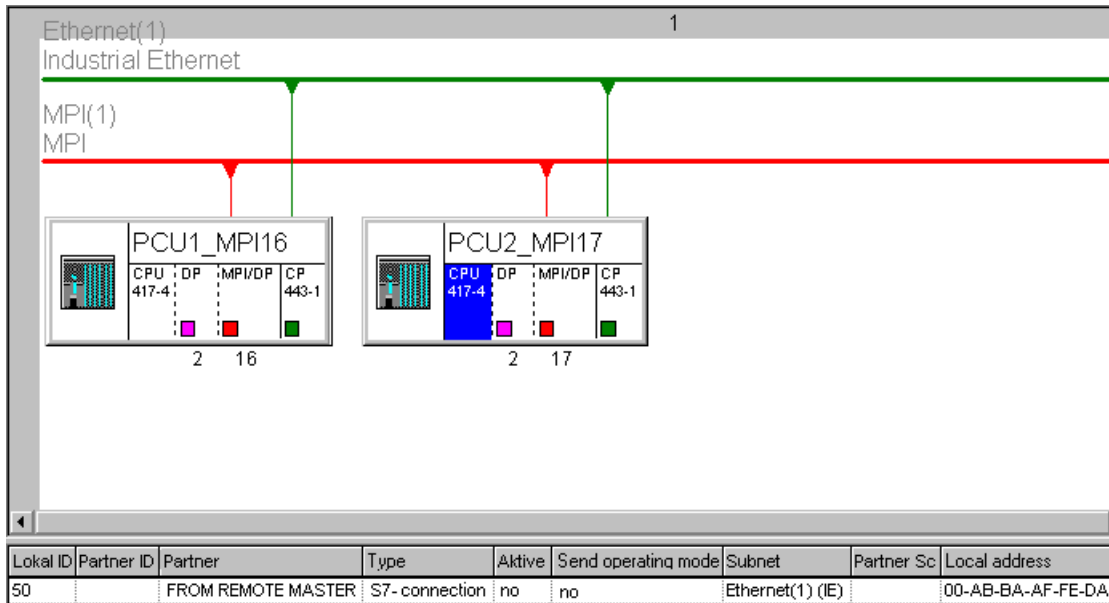 1
Ethernet(1)
Industrial Ethernet
MPI(1)
MPI
PCU1_MPI16
CPU 417-4 DP MPI/DP CP 443-1
2 16
PCU2_MPI17
CPU 417-4 DP MPI/DP CP 443-1
2 17
Lokal ID Partner ID Partner Type Aktive Send operating mode Subnet Partner Sc Local address
50 FROM REMOTE MASTER S7- connection no no Ethernet(1) (IE) 00-AB-BA-AF-FE-DA